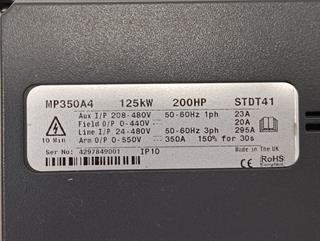 MP350A4 125kW 200HP STDT41
Aux I/P 208-480V 50-60Hz 1ph 23A
Field O/P 0-440V 20A
Line I/P 24-480V 50-60Hz 3ph 295A
Arm O/P 0-550V 350A 150% for 30s
10 Min
Ser No: 4297849001 IP10
Made In The UK
RoHS